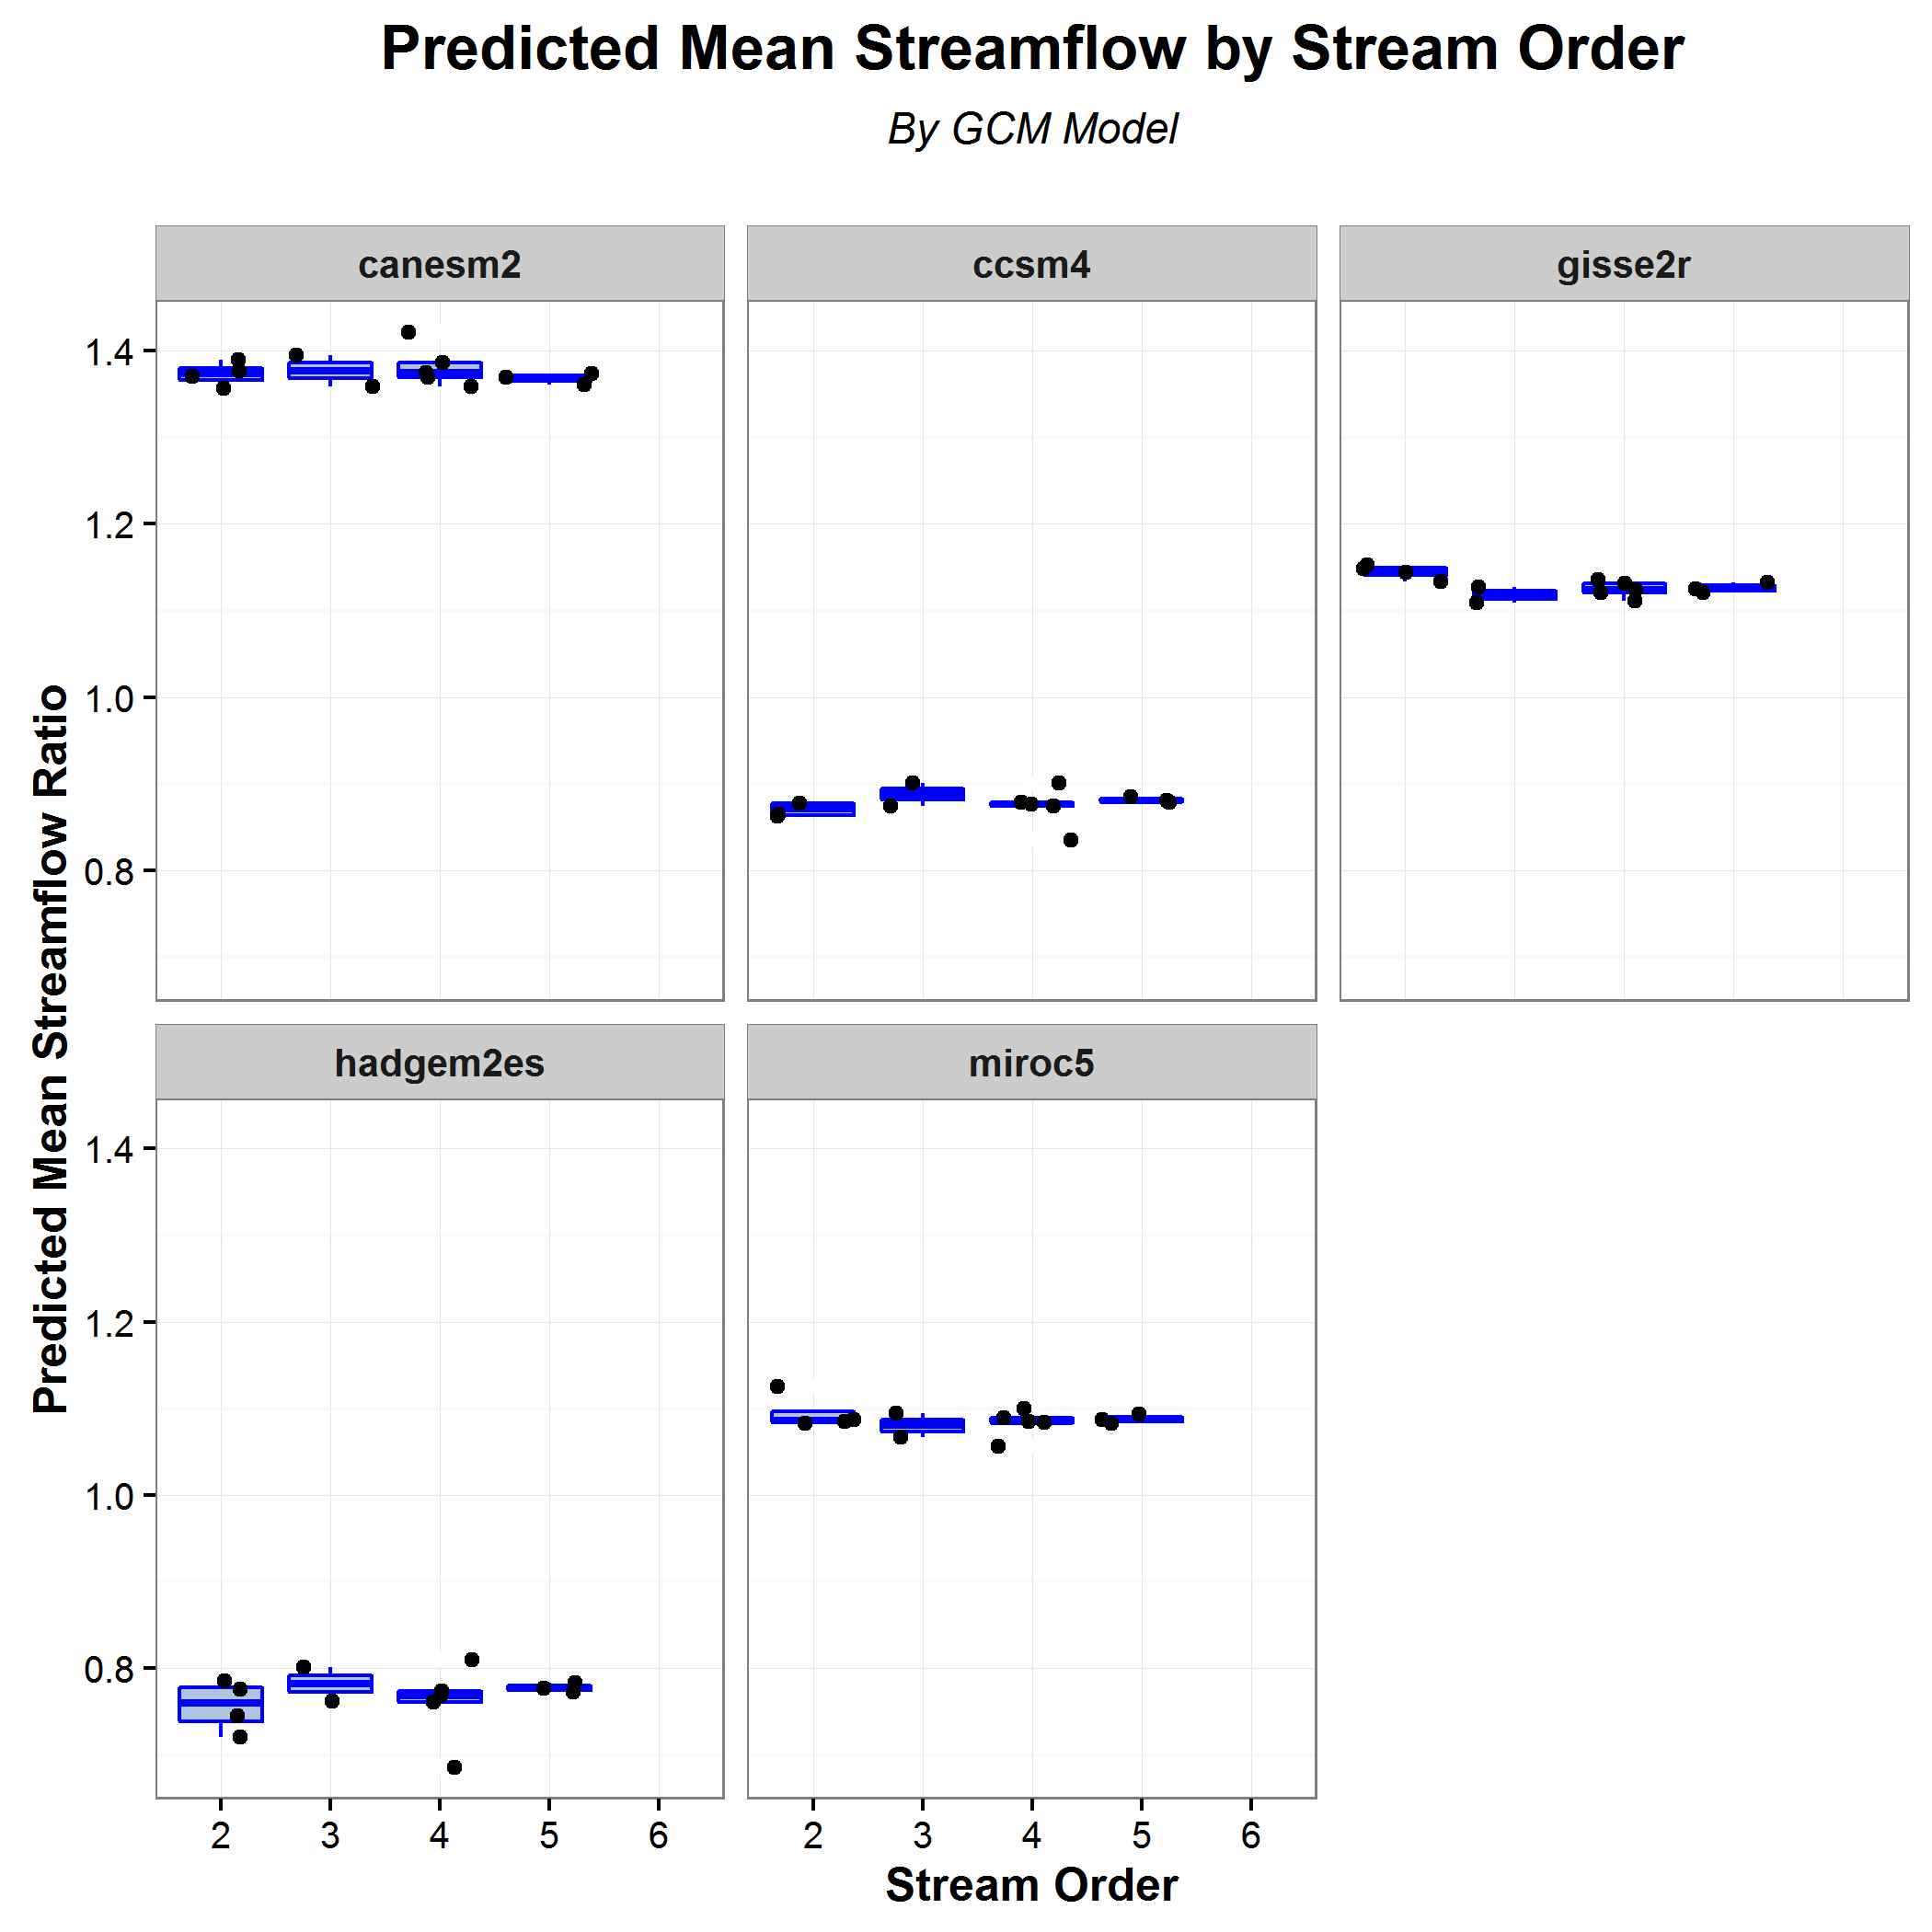 Predicted Mean Streamflow by Stream Order
By GCM Model
canesm2
ccsm4
gisse2r
1.4
1.2
1.0
0.8
Predicted Mean Streamflow Ratio
hadgem2es
miroc5
1.4
1.2
1.0
0.8
2 3 4 5 6
2 3 4 5 6
Stream Order